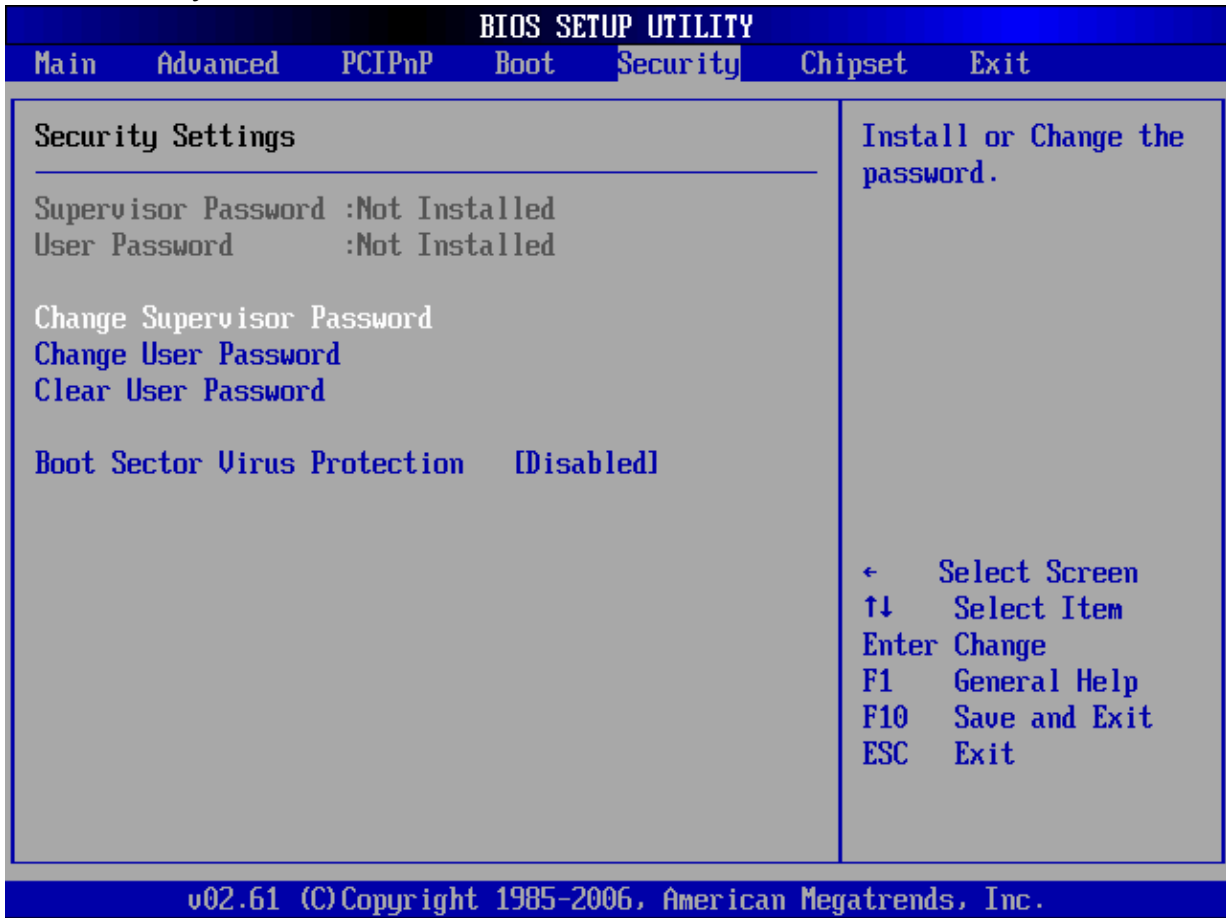 BIOS SETUP UTILITY
Main Advanced PCIPnP Boot Security Chipset Exit
Security Settings
Supervisor Password :Not Installed
User Password :Not Installed
Change Supervisor Password
Change User Password
Clear User Password
Boot Sector Virus Protection [Disabled]
Install or Change the
password.
← Select Screen
↑↓ Select Item
Enter Change
F1 General Help
F10 Save and Exit
ESC Exit
v02.61 (C)Copyright 1985-2006, American Megatrends, Inc.